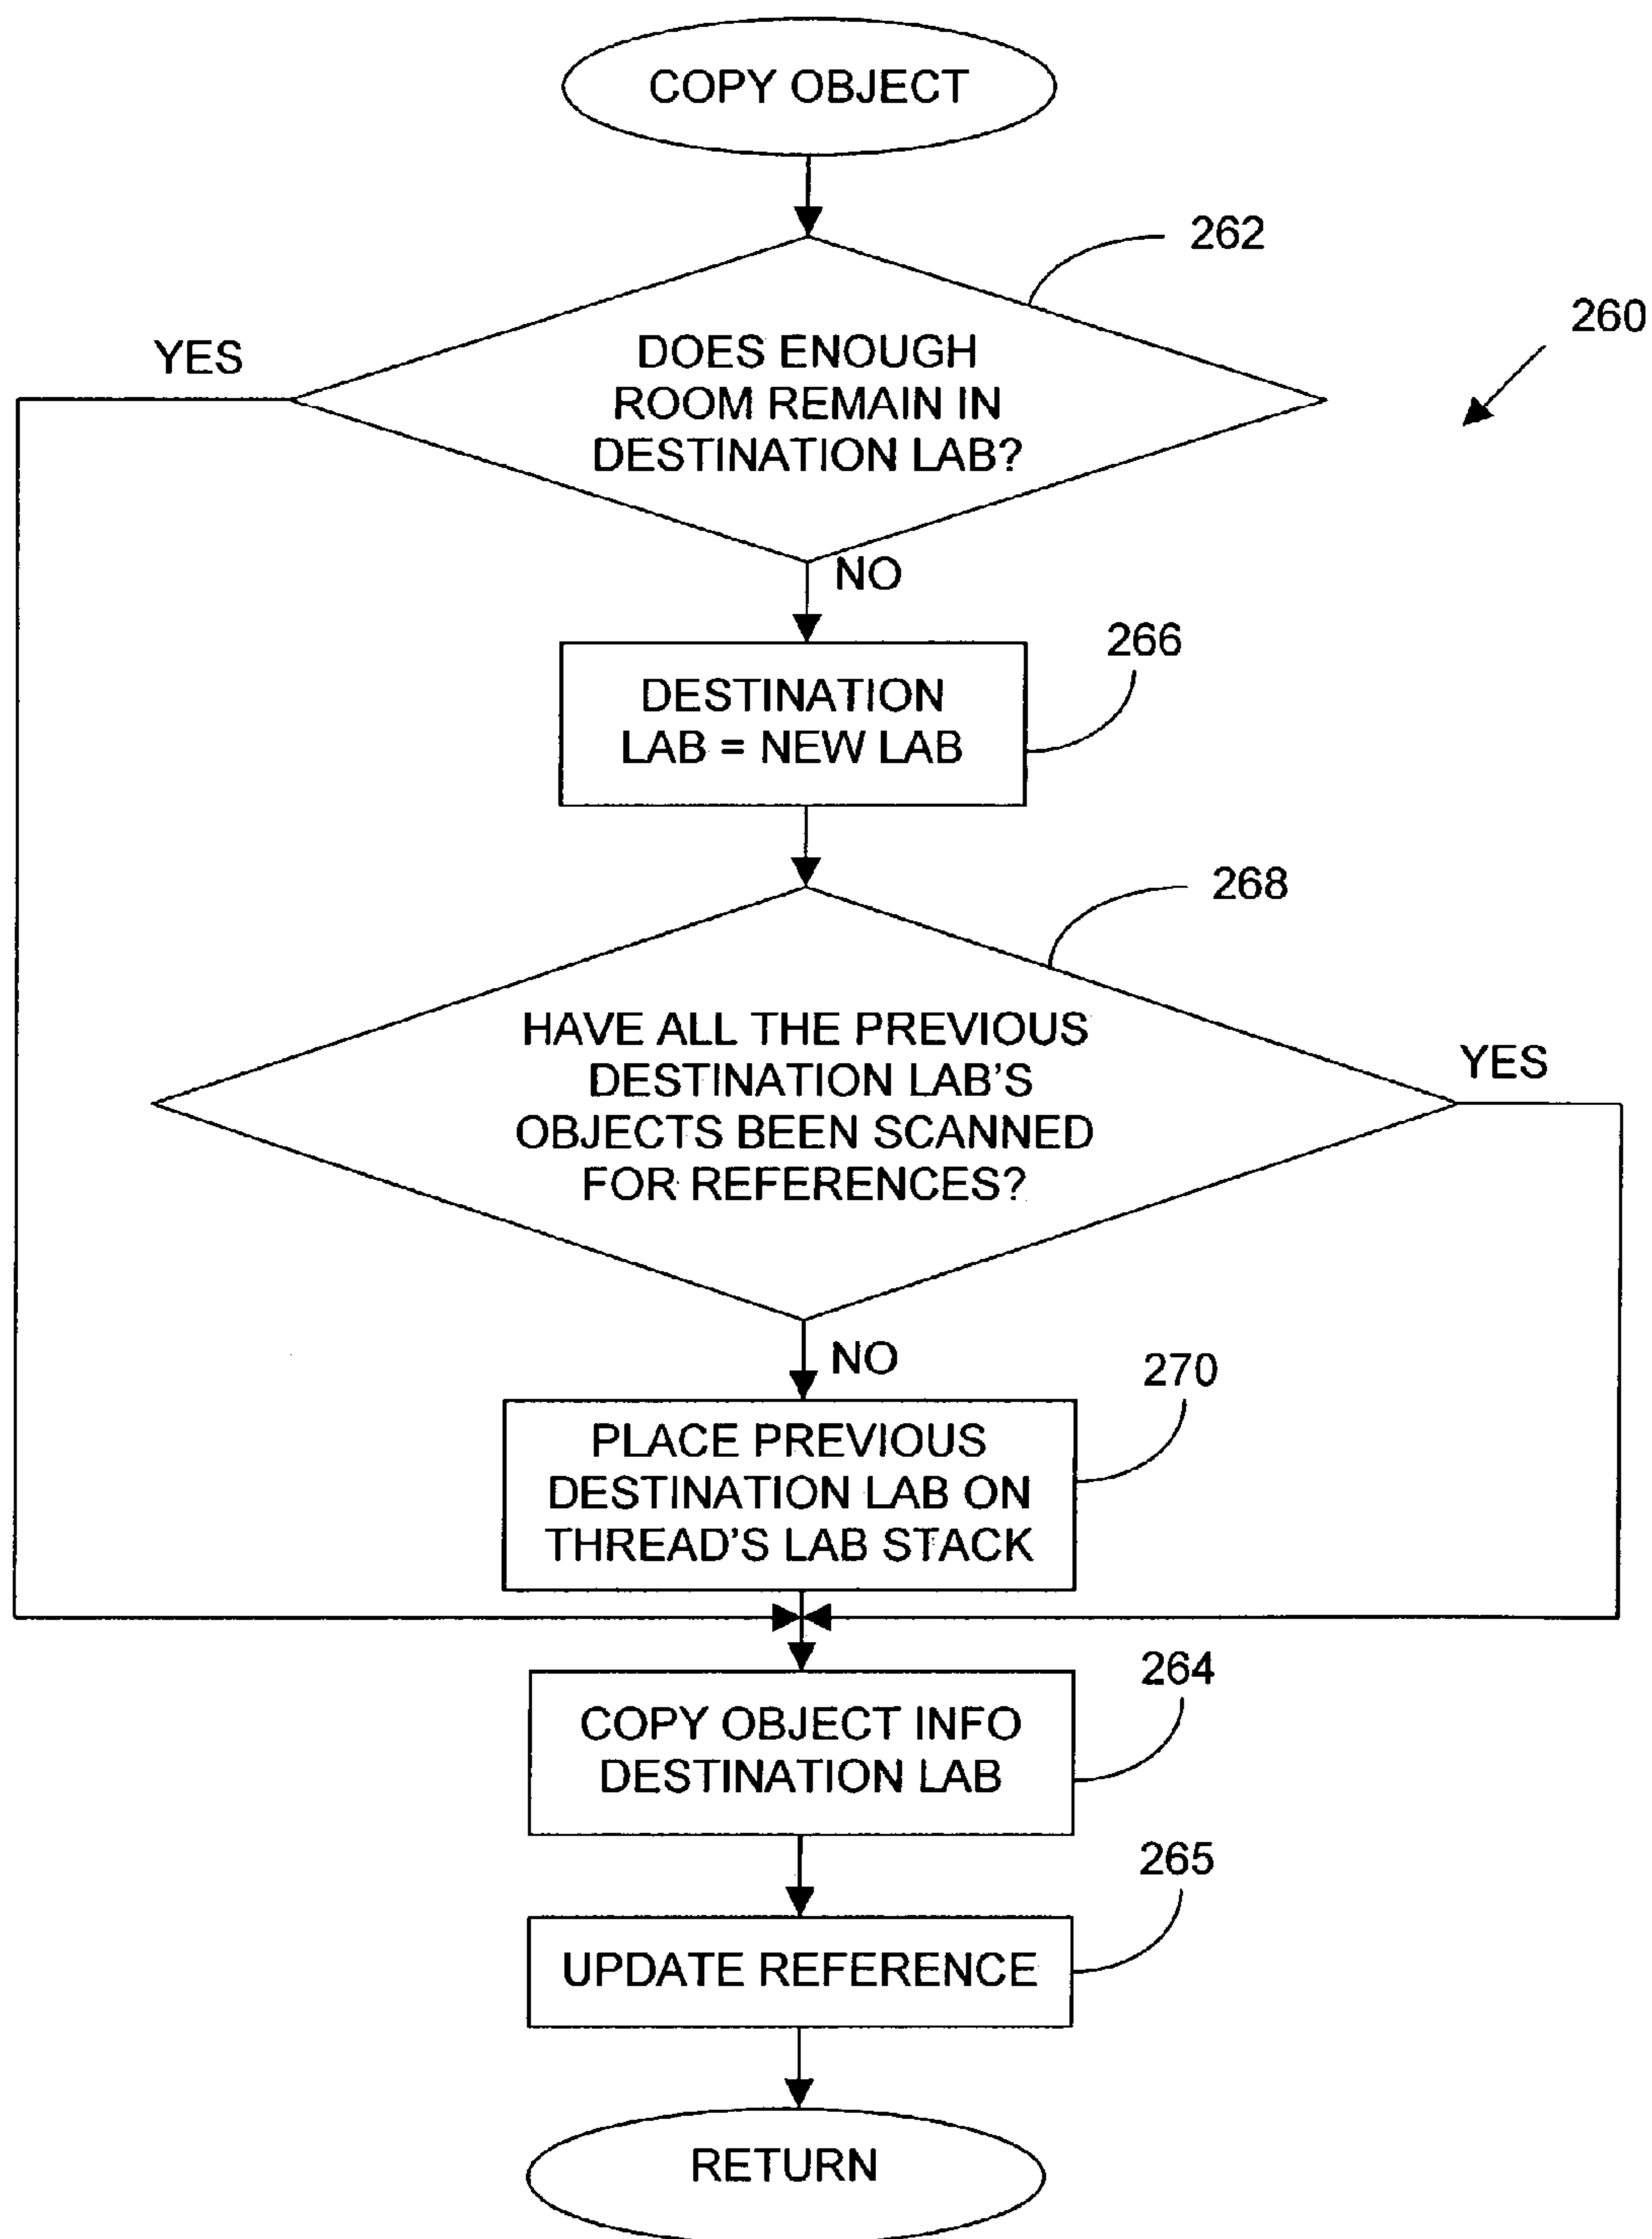 COPY OBJECT
262
260
YES
DOES ENOUGH
ROOM REMAIN IN
DESTINATION LAB?
NO
266
DESTINATION
LAB = NEW LAB
268
HAVE ALL THE PREVIOUS
DESTINATION LAB'S
OBJECTS BEEN SCANNED
FOR REFERENCES?
YES
NO
270
PLACE PREVIOUS
DESTINATION LAB ON
THREAD'S LAB STACK
264
COPY OBJECT INFO
DESTINATION LAB
265
UPDATE REFERENCE
RETURN